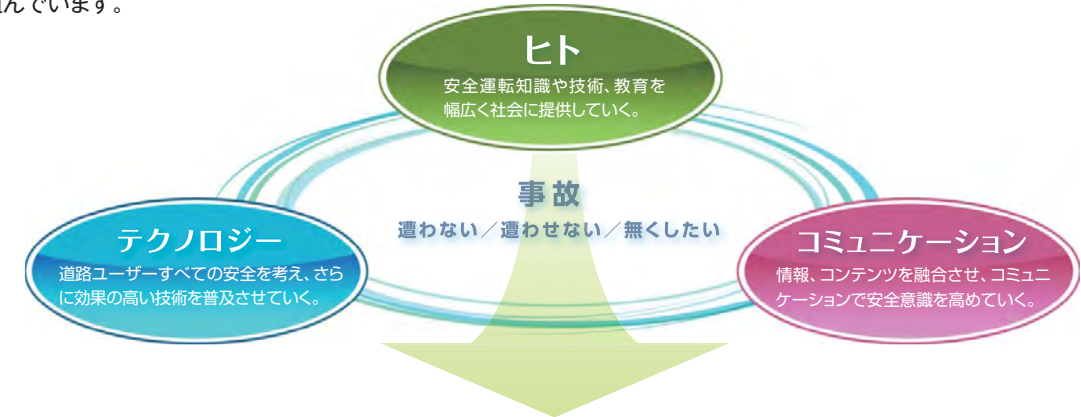 んでいます。
ヒト
安全運転知識や技術、教育を
幅広く社会に提供していく。
事故
遭わない／遭わせない／無くしたい
テクノロジー
道路ユーザーすべての安全を考え、さら
に効果の高い技術を普及させていく。
コミュニケーション
情報、コンテンツを融合させ、コミュニ
ケーションで安全意識を高めていく。